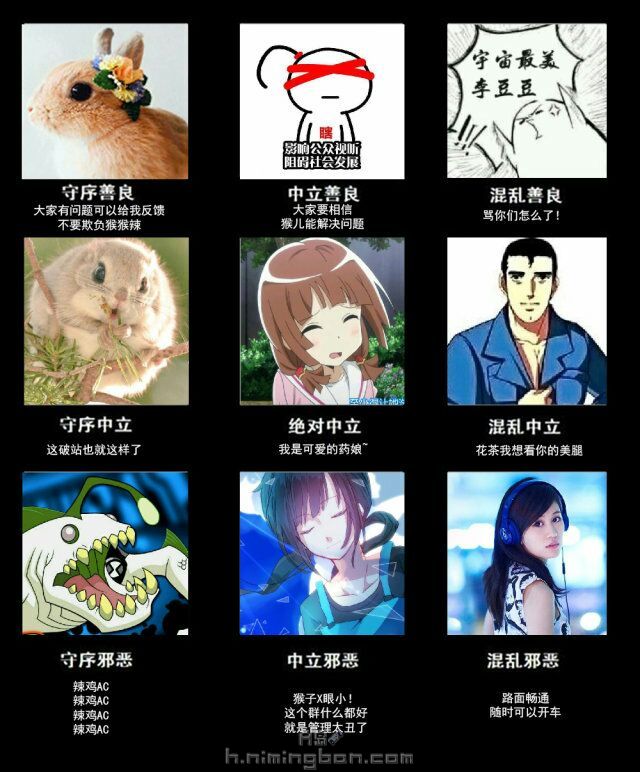 宇宙最美
李豆豆
瞎
影响公众视听
阻碍社会发展
守序善良
中立善良
混乱善良
大家有问题可以给我反馈
不要欺负猴猴辣
大家要相信
猴儿能解决问题
骂你们怎么了!
守序中立
绝对中立
混乱中立
这破站也就这样了
我是可爱的药娘~
花茶我想看你的美腿
守序邪恶
中立邪恶
混乱邪恶
辣鸡AC
辣鸡AC
辣鸡AC
辣鸡AC
猴子X眼小!
这个群什么都好
就是管理太丑了
路面畅通
随时可以开车
H岛
h.nimingban.com